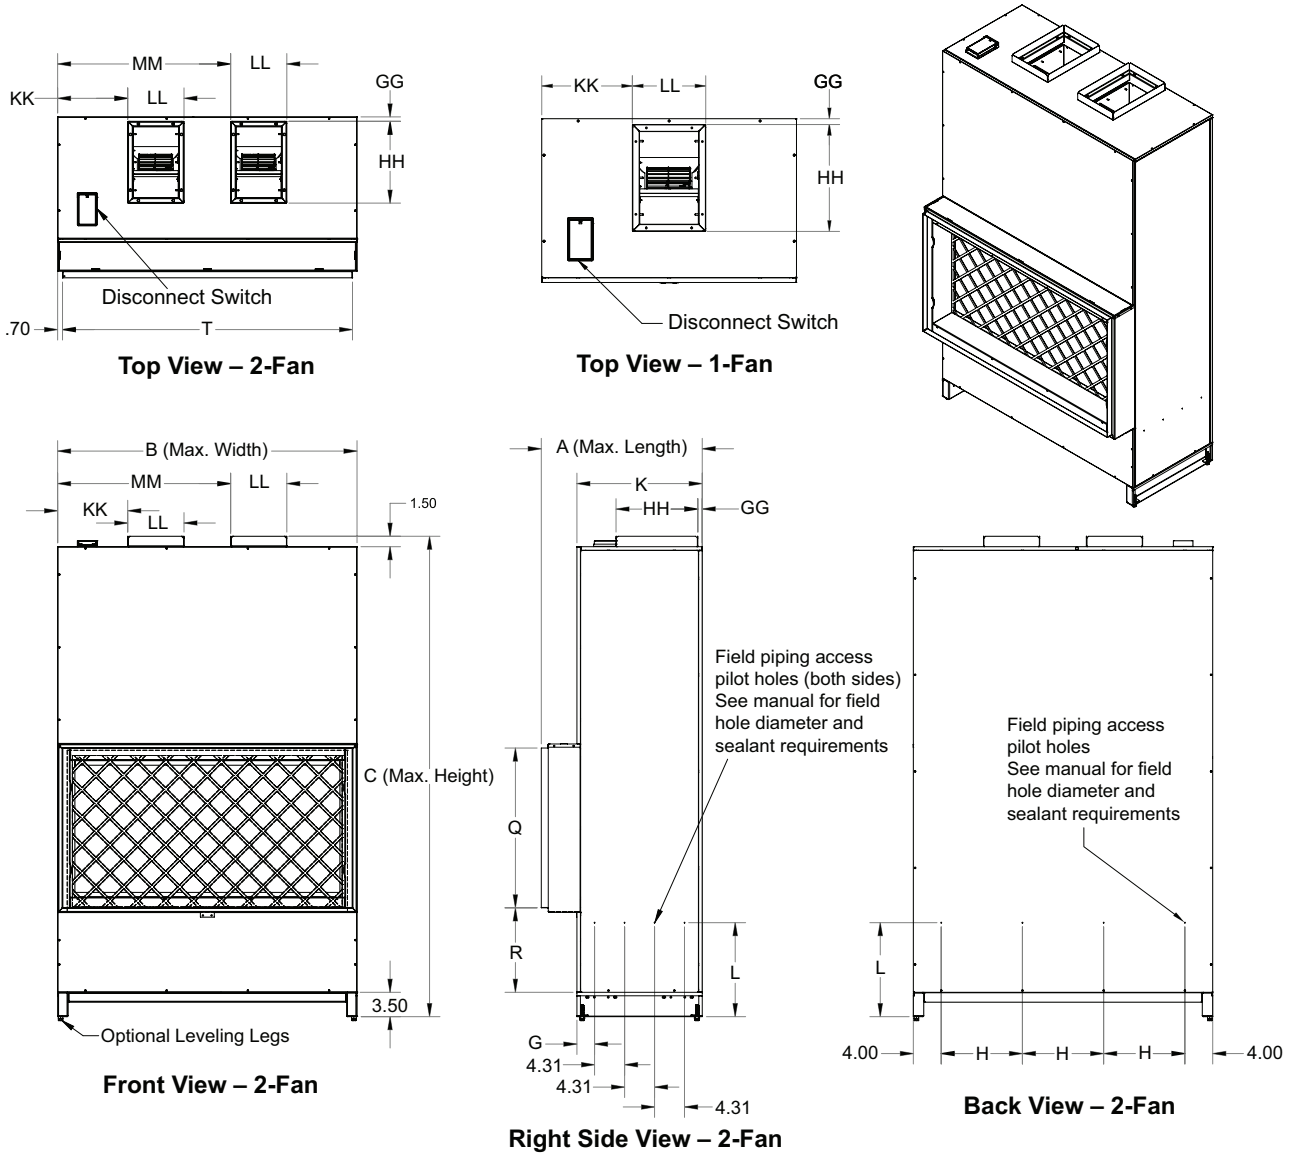 MM
LL
KK
LL
GG
HH
Disconnect Switch
.70
T
Top View – 2-Fan
KK
LL
GG
HH
Disconnect Switch
Top View – 1-Fan
B (Max. Width)
MM
LL
KK
LL
1.50
C (Max. Height)
3.50
Optional Leveling Legs
Front View – 2-Fan
A (Max. Length)
K
HH
GG
Field piping access
pilot holes (both sides)
See manual for field
hole diameter and
sealant requirements
Q
R
L
G
4.31
4.31
4.31
Right Side View – 2-Fan
Field piping access
pilot holes
See manual for field
hole diameter and
sealant requirements
L
4.00
H
H
H
4.00
Back View – 2-Fan